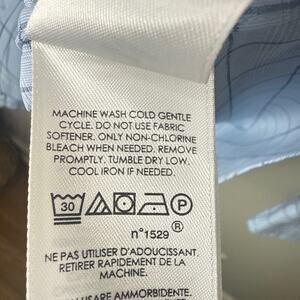 MACHINE WASH COLD GENTLE
CYCLE. DO NOT USE FABRIC
SOFTENER. ONLY NON-CHLORINE
BLEACH WHEN NEEDED. REMOVE
PROMPTLY. TUMBLE DRY LOW.
COOL IRON IF NEEDED.
30 P
n°1529 ®
NE PAS UTILISER D'ADOUCISSANT.
RETIRER RAPIDEMENT DE LA
MACHINE.
USARE AMMORBIDENTE.